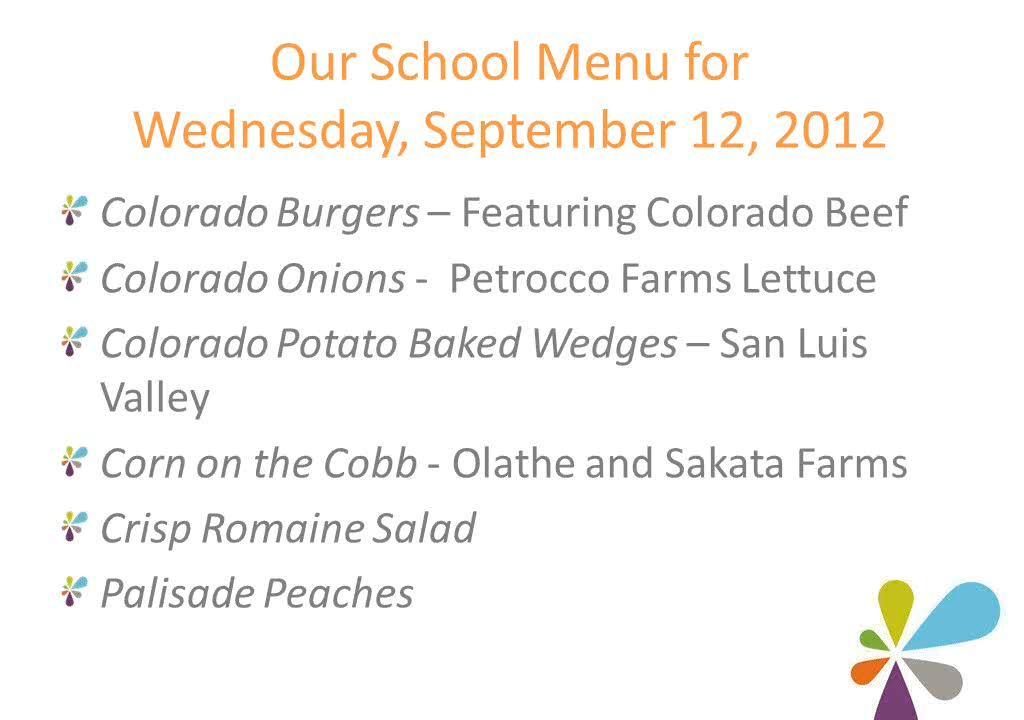 Our School Menu for
Wednesday, September 12, 2012
Colorado Burgers – Featuring Colorado Beef
Colorado Onions -  Petrocco Farms Lettuce
Colorado Potato Baked Wedges – San Luis
Valley
Corn on the Cobb - Olathe and Sakata Farms
Crisp Romaine Salad
Palisade Peaches